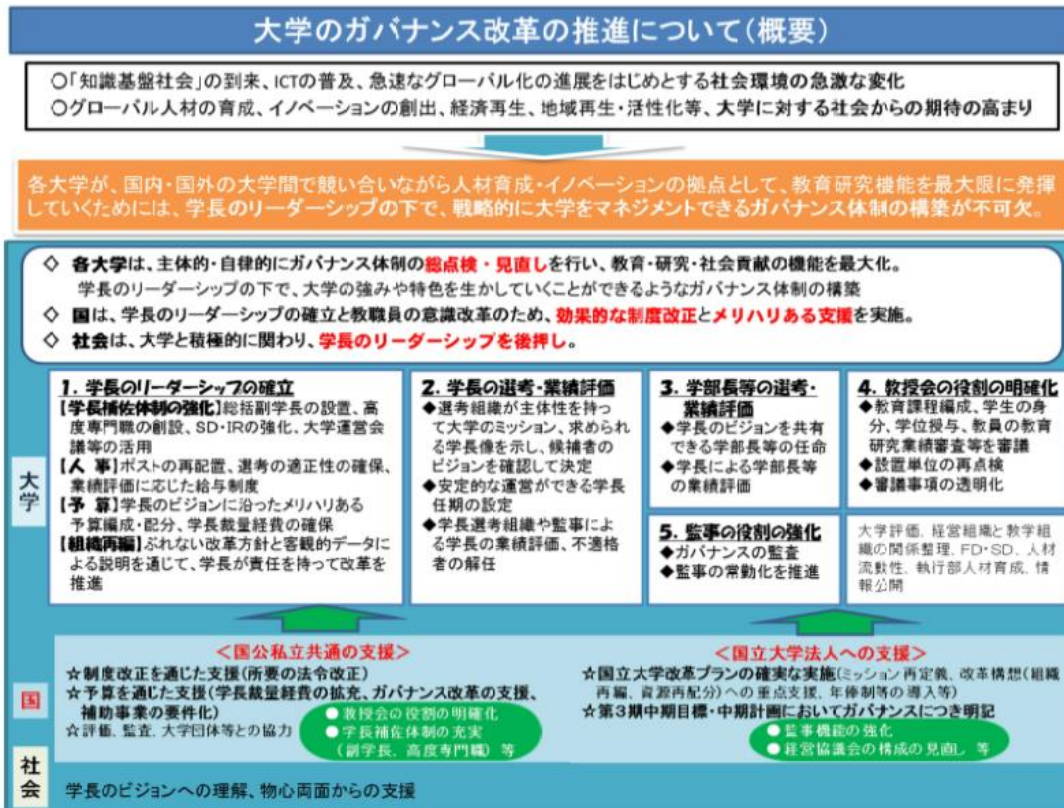 大学のガバナンス改革の推進について(概要)
○「知識基盤社会」の到来、ICTの普及、急速なグローバル化の進展をはじめとする社会環境の急激な変化
○グローバル人材の育成、イノベーションの創出、経済再生、地域再生・活性化等、大学に対する社会からの期待の高まり
各大学が、国内・国外の大学間で競い合いながら人材育成・イノベーションの拠点として、教育研究機能を最大限に発揮
していくためには、学長のリーダーシップの下で、戦略的に大学をマネジメントできるガバナンス体制の構築が不可欠。
◇ 各大学は、主体的・自律的にガバナンス体制の総点検・見直しを行い、教育・研究・社会貢献の機能を最大化。
学長のリーダーシップの下で、大学の強みや特色を生かしていくことができるようなガバナンス体制の構築
◇ 国は、学長のリーダーシップの確立と教職員の意識改革のため、効果的な制度改正とメリハリある支援を実施。
◇ 社会は、大学と積極的に関わり、学長のリーダーシップを後押し。
大学
1. 学長のリーダーシップの確立
【学長補佐体制の強化】総括副学長の設置、高
度専門職の創設、SD・IRの強化、大学運営会
議等の活用
【人 事】ポストの再配置、選考の適正性の確保、
業績評価に応じた給与制度
【予 算】学長のビジョンに沿ったメリハリある
予算編成・配分、学長裁量経費の確保
【組織再編】ぶれない改革方針と客観的データに
よる説明を通じて、学長が責任を持って改革を
推進
2. 学長の選考・業績評価
◆選考組織が主体性を持っ
て大学のミッション、求めら
れる学長像を示し、候補者の
ビジョンを確認して決定
◆安定的な運営ができる学長
任期の設定
◆学長選考組織や監事によ
る学長の業績評価、不適格
者の解任
3. 学部長等の選考・
業績評価
◆学長のビジョンを共有
できる学部長等の任命
◆学長による学部長等
の業績評価
4. 教授会の役割の明確化
◆教育課程編成、学生の身
分、学位授与、教員の教育
研究業績審査等を審議
◆設置単位の再点検
◆審議事項の透明化
5. 監事の役割の強化
◆ガバナンスの監査
◆監事の常勤化を推進
大学評価、経営組織と教学組
織の関係整理、FD・SD、人材
流動性、執行部人材育成、情
報公開
国
<国公私立共通の支援>
☆制度改正を通じた支援(所要の法令改正)
☆予算を通じた支援(学長裁量経費の拡充、ガバナンス改革の支援、
補助事業の要件化)
☆評価、監査、大学団体等との協力
●教授会の役割の明確化
●学長補佐体制の充実
(副学長、高度専門職) 等
<国立大学法人への支援>
☆国立大学改革プランの確実な実施(ミッション再定義、改革構想(組織
再編、資源再配分)への重点支援、年俸制等の導入等)
☆第3期中期目標・中期計画においてガバナンスにつき明記
●監事機能の強化
●経営協議会の構成の見直し 等
社会
学長のビジョンへの理解、物心両面からの支援